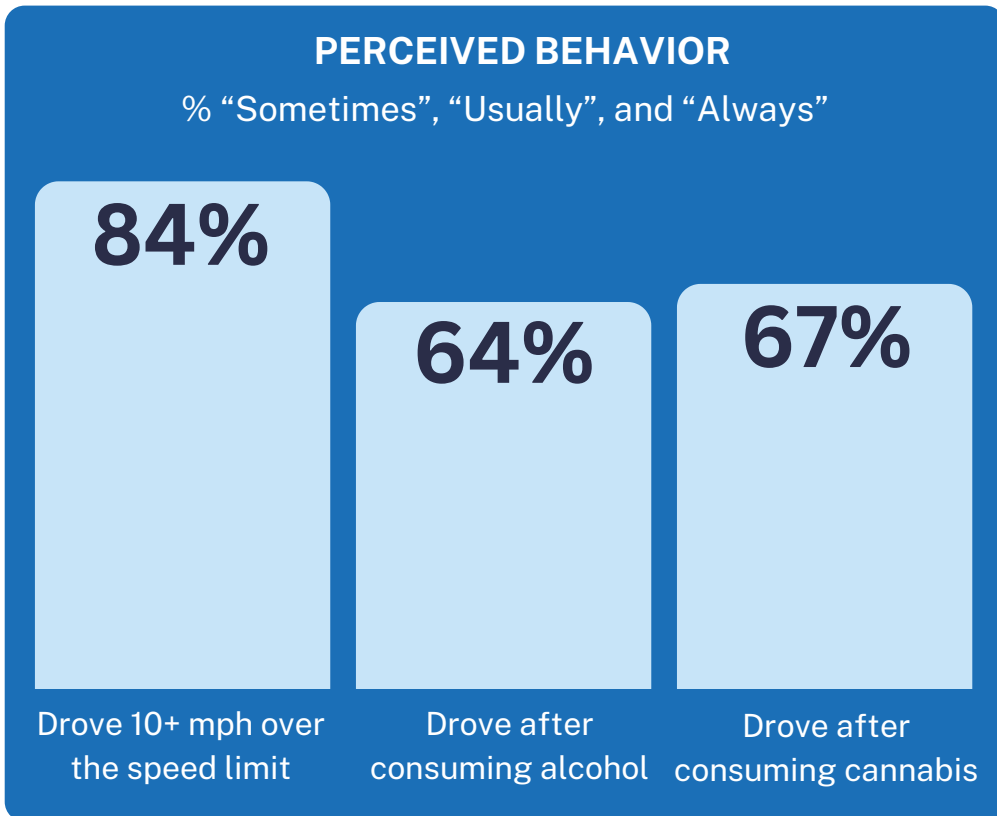 PERCEIVED BEHAVIOR
% “Sometimes”, “Usually”, and “Always”
84%
64%
67%
Drove 10+ mph over
the speed limit
Drove after
consuming alcohol
Drove after
consuming cannabis